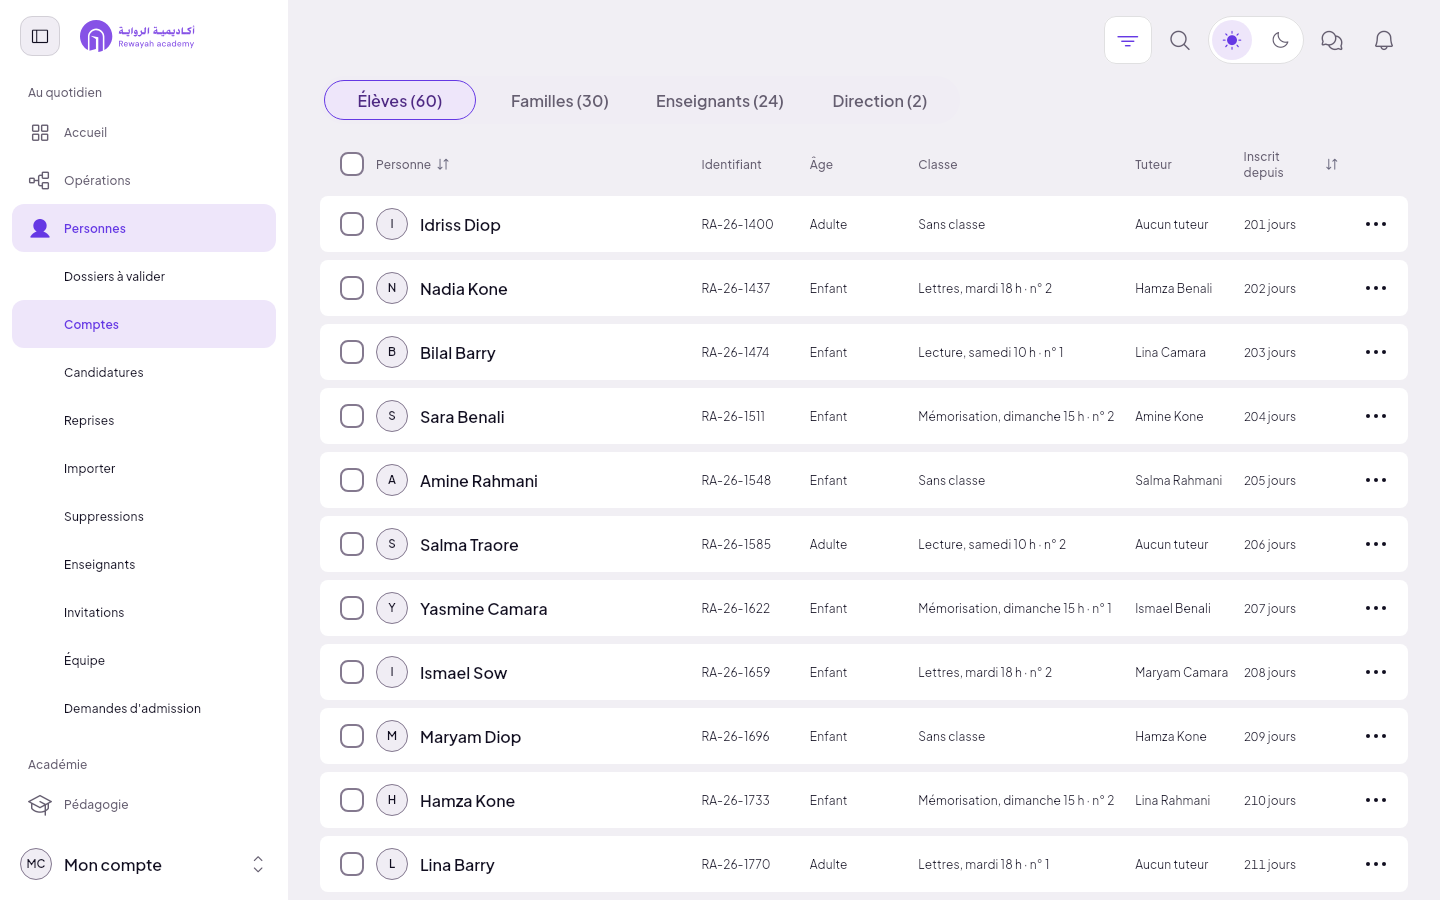 أكاديمية الرواية
Rewayah academy
Au quotidien
Accueil
Opérations
Personnes
Dossiers à valider
Comptes
Candidatures
Reprises
Importer
Suppressions
Enseignants
Invitations
Équipe
Demandes d'admission
Académie
Pédagogie
MC Mon compte
Élèves (60) Familles (30) Enseignants (24) Direction (2)
Personne Identifiant Âge Classe Tuteur Inscrit depuis
I Idriss Diop RA-26-1400 Adulte Sans classe Aucun tuteur 201 jours
N Nadia Kone RA-26-1437 Enfant Lettres, mardi 18 h · n° 2 Hamza Benali 202 jours
B Bilal Barry RA-26-1474 Enfant Lecture, samedi 10 h · n° 1 Lina Camara 203 jours
S Sara Benali RA-26-1511 Enfant Mémorisation, dimanche 15 h · n° 2 Amine Kone 204 jours
A Amine Rahmani RA-26-1548 Enfant Sans classe Salma Rahmani 205 jours
S Salma Traore RA-26-1585 Adulte Lecture, samedi 10 h · n° 2 Aucun tuteur 206 jours
Y Yasmine Camara RA-26-1622 Enfant Mémorisation, dimanche 15 h · n° 1 Ismael Benali 207 jours
I Ismael Sow RA-26-1659 Enfant Lettres, mardi 18 h · n° 2 Maryam Camara 208 jours
M Maryam Diop RA-26-1696 Enfant Sans classe Hamza Kone 209 jours
H Hamza Kone RA-26-1733 Enfant Mémorisation, dimanche 15 h · n° 2 Lina Rahmani 210 jours
L Lina Barry RA-26-1770 Adulte Lettres, mardi 18 h · n° 1 Aucun tuteur 211 jours